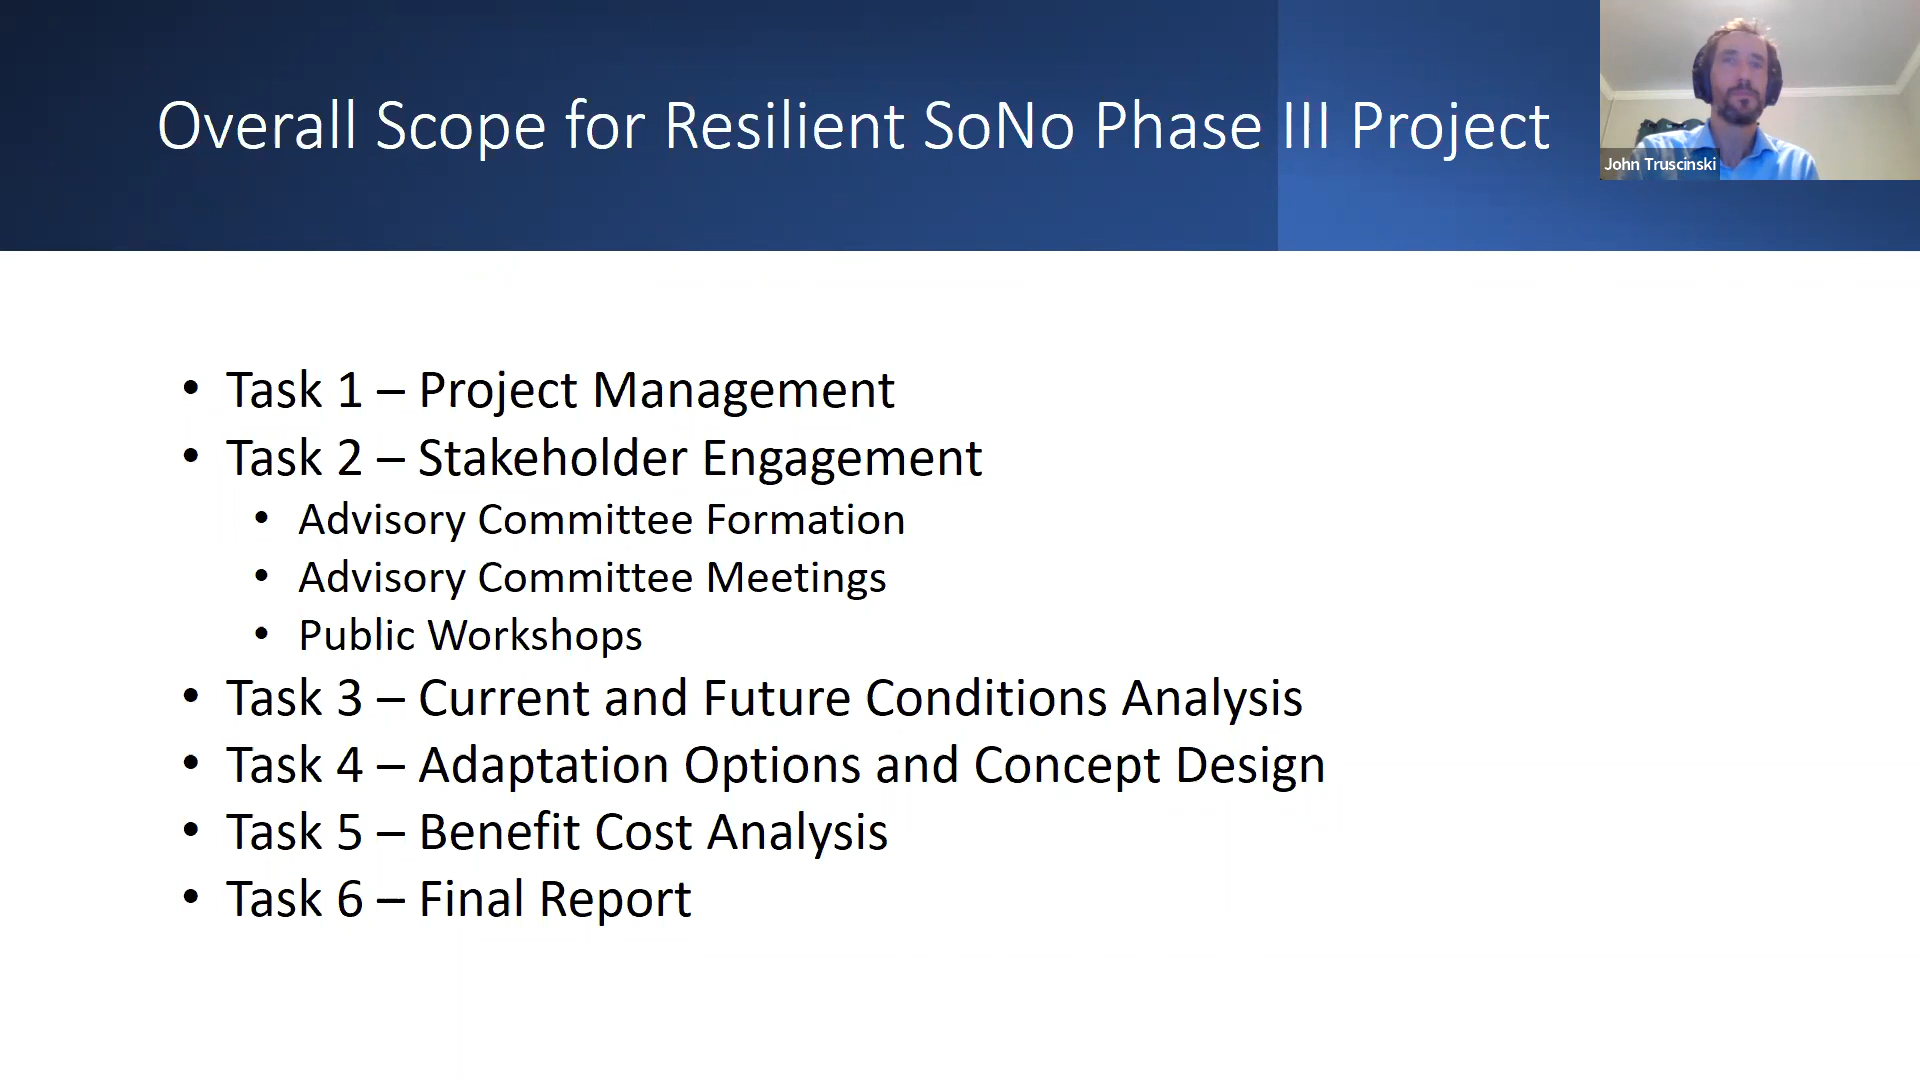 Overall Scope for Resilient SoNo Phase III Project
John Truscinski
• Task 1 – Project Management
• Task 2 – Stakeholder Engagement
• Advisory Committee Formation
• Advisory Committee Meetings
• Public Workshops
• Task 3 – Current and Future Conditions Analysis
• Task 4 – Adaptation Options and Concept Design
• Task 5 – Benefit Cost Analysis
• Task 6 – Final Report